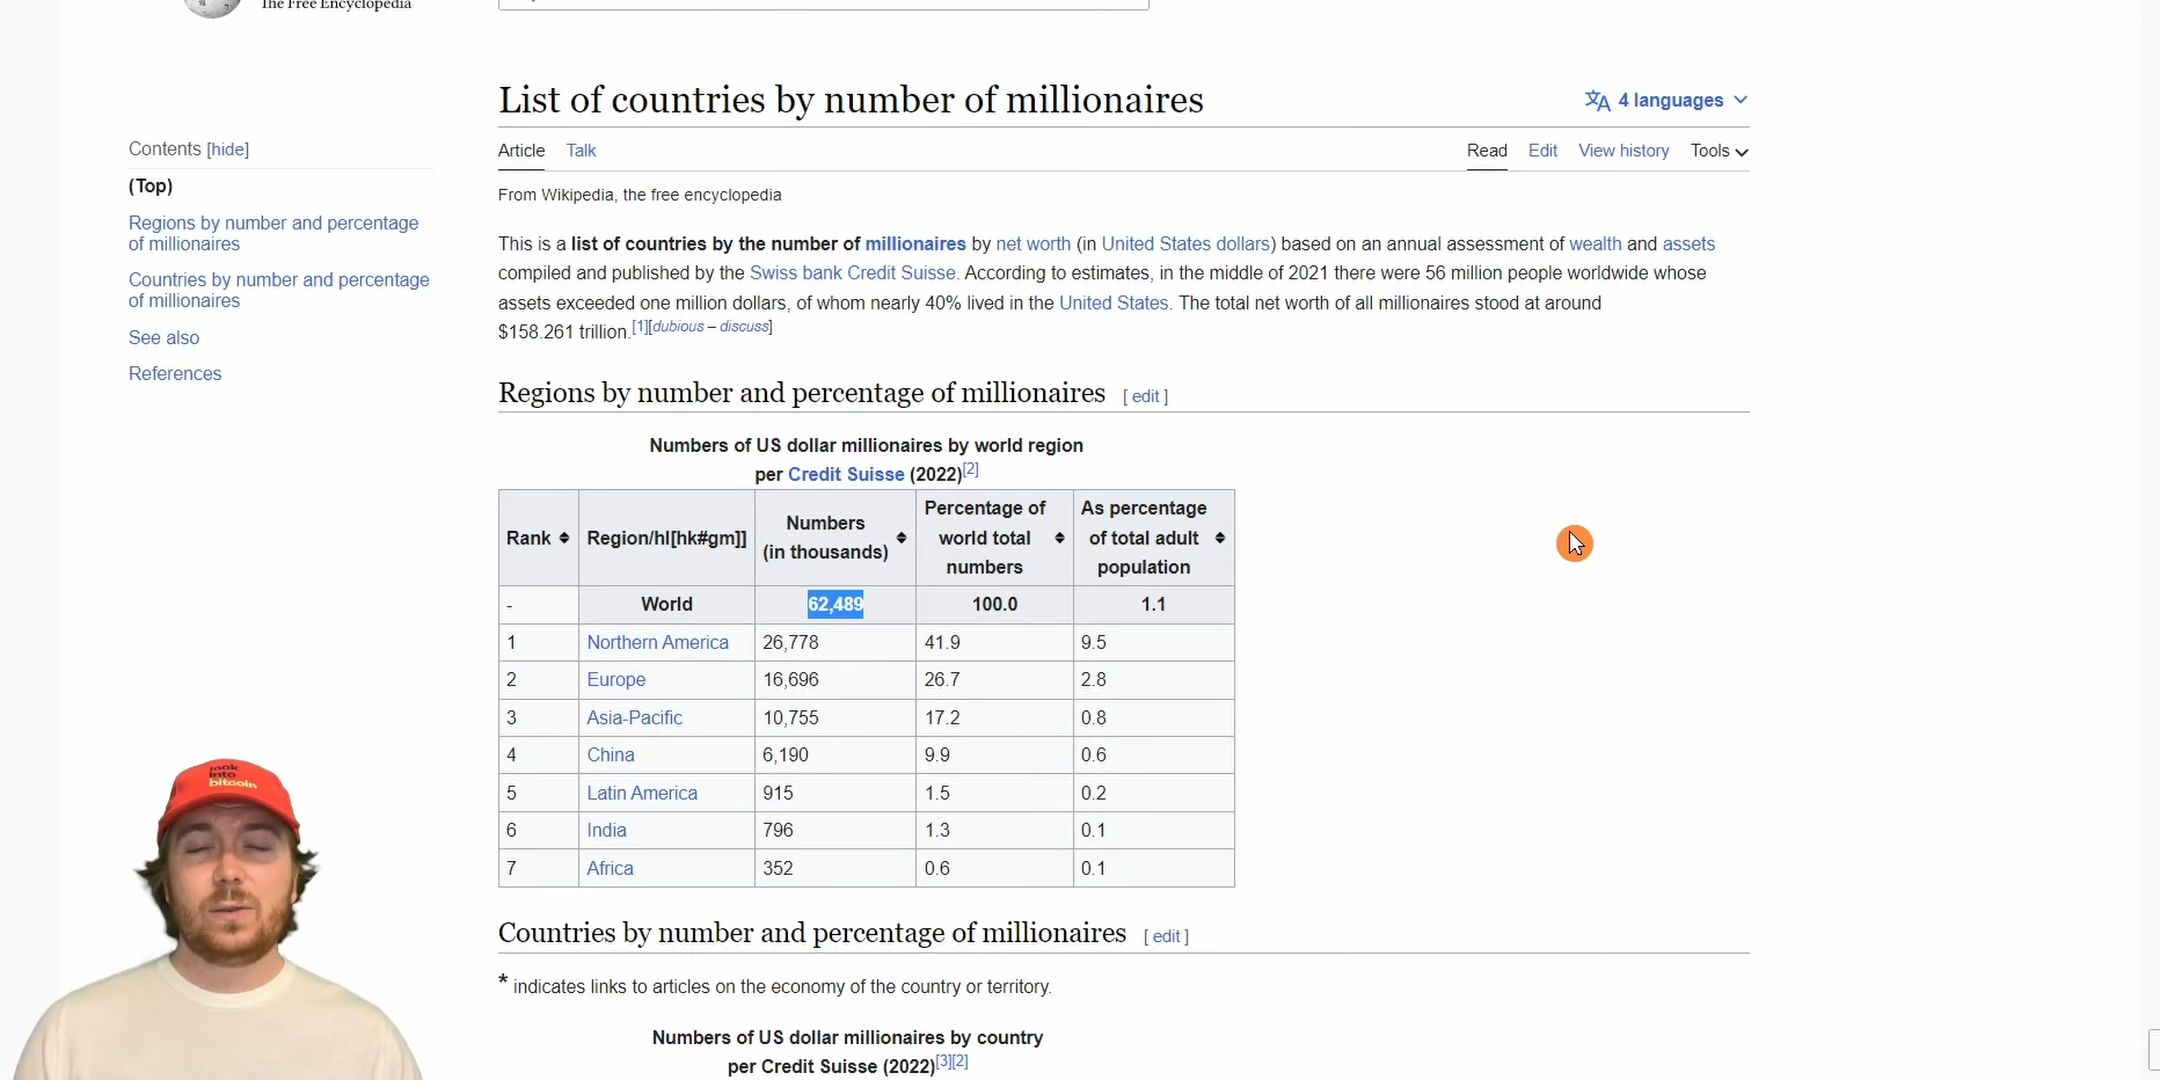 The Free Encyclopedia
List of countries by number of millionaires
4 languages
Contents [hide]
(Top)
Regions by number and percentage
of millionaires
Countries by number and percentage
of millionaires
See also
References
Article Talk Read Edit View history Tools
From Wikipedia, the free encyclopedia
This is a list of countries by the number of millionaires by net worth (in United States dollars) based on an annual assessment of wealth and assets
compiled and published by the Swiss bank Credit Suisse. According to estimates, in the middle of 2021 there were 56 million people worldwide whose
assets exceeded one million dollars, of whom nearly 40% lived in the United States. The total net worth of all millionaires stood at around
$158.261 trillion.[1][dubious – discuss]
Regions by number and percentage of millionaires [ edit ]
Numbers of US dollar millionaires by world region
per Credit Suisse (2022)[2]
Rank Region/hl[hk#gm]] Numbers (in thousands) Percentage of world total numbers As percentage of total adult population
- World 62,489 100.0 1.1
1 Northern America 26,778 41.9 9.5
2 Europe 16,696 26.7 2.8
3 Asia-Pacific 10,755 17.2 0.8
4 China 6,190 9.9 0.6
5 Latin America 915 1.5 0.2
6 India 796 1.3 0.1
7 Africa 352 0.6 0.1
Countries by number and percentage of millionaires [ edit ]
* indicates links to articles on the economy of the country or territory.
Numbers of US dollar millionaires by country
per Credit Suisse (2022)[3][2]
look
into
bitcoin